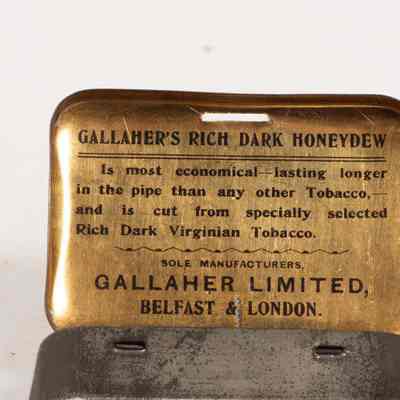 GALLAHER'S RICH DARK HONEYDEW
Is most economical—lasting longer
in the pipe than any other Tobacco,—
and is cut from specially selected
Rich Dark Virginian Tobacco.
SOLE MANUFACTURERS,
GALLAHER LIMITED,
BELFAST & LONDON.